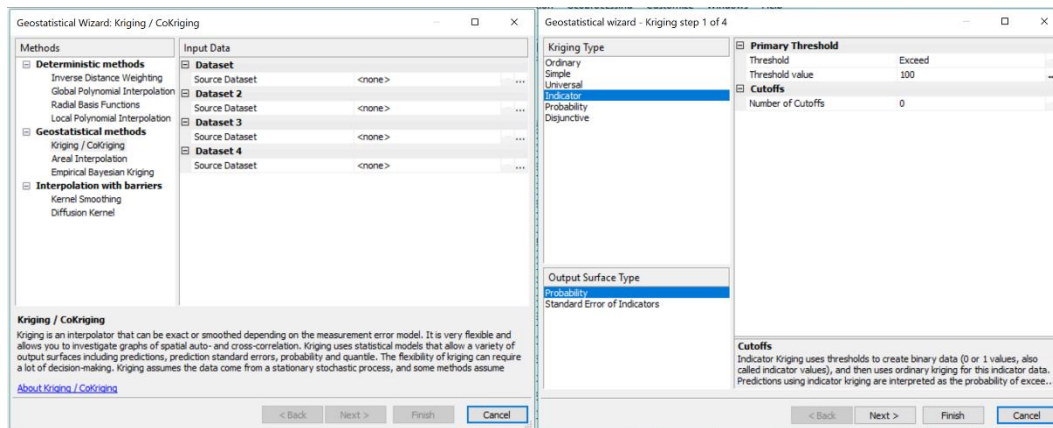 Geostatistical Wizard: Kriging / CoKriging
Methods
Input Data
Deterministic methods
Inverse Distance Weighting
Global Polynomial Interpolation
Radial Basis Functions
Local Polynomial Interpolation
Geostatistical methods
Kriging / CoKriging
Areal Interpolation
Empirical Bayesian Kriging
Interpolation with barriers
Kernel Smoothing
Diffusion Kernel
Dataset
Source Dataset <none> ...
Dataset 2
Source Dataset <none> ...
Dataset 3
Source Dataset <none> ...
Dataset 4
Source Dataset <none> ...
Kriging / CoKriging
Kriging is an interpolator that can be exact or smoothed depending on the measurement error model. It is very flexible and
allows you to investigate graphs of spatial auto- and cross-correlation. Kriging uses statistical models that allow a variety of
output surfaces including predictions, prediction standard errors, probability and quantile. The flexibility of kriging can require
a lot of decision-making. Kriging assumes the data come from a stationary stochastic process, and some methods assume
About Kriging / CoKriging
< Back Next > Finish Cancel
Geostatistical wizard - Kriging step 1 of 4
Kriging Type
Ordinary
Simple
Universal
Indicator
Probability
Disjunctive
Primary Threshold
Threshold Exceed
Threshold value 100
Cutoffs
Number of Cutoffs 0
Output Surface Type
Probability
Standard Error of Indicators
Cutoffs
Indicator Kriging uses thresholds to create binary data (0 or 1 values, also
called indicator values), and then uses ordinary kriging for this indicator data.
Predictions using indicator kriging are interpreted as the probability of excee...
< Back Next > Finish Cancel